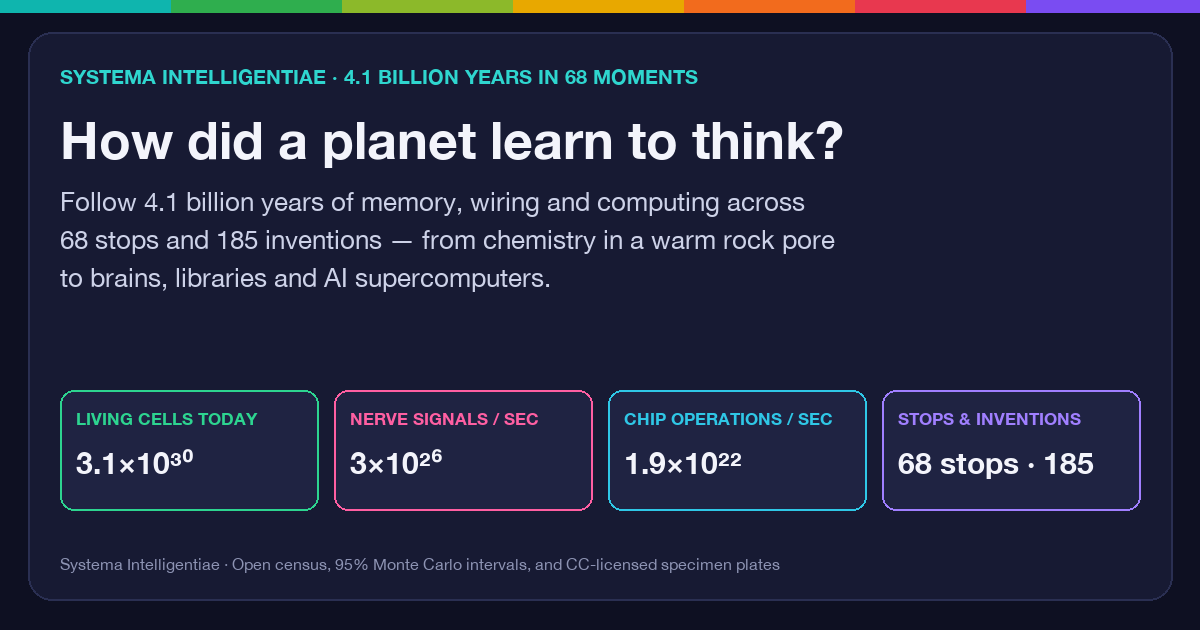 SYSTEMA INTELLIGENTIAE · 4.1 BILLION YEARS IN 68 MOMENTS
How did a planet learn to think?
Follow 4.1 billion years of memory, wiring and computing across
68 stops and 185 inventions — from chemistry in a warm rock pore
to brains, libraries and AI supercomputers.
LIVING CELLS TODAY
3.1×10³⁰
NERVE SIGNALS / SEC
3×10²⁶
CHIP OPERATIONS / SEC
1.9×10²²
STOPS & INVENTIONS
68 stops · 185
Systema Intelligentiae · Open census, 95% Monte Carlo intervals, and CC-licensed specimen plates